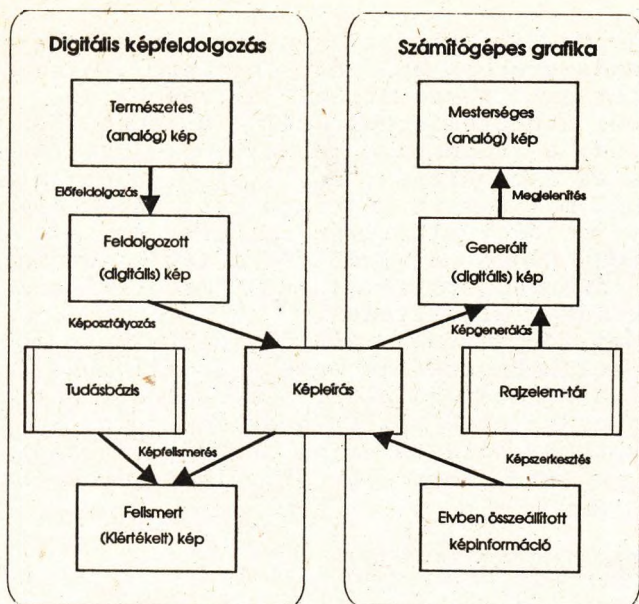 Digitális képfeldolgozás
Természetes
(analóg) kép
Előfeldolgozás
Feldolgozott
(digitális) kép
Képosztályozás
Tudásbázis
Képfelismerés
Felismert
(Kiértékelt) kép
Képleírás
Számítógépes grafika
Mesterséges
(analóg) kép
Megjelenítés
Generált
(digitális) kép
Képgenerálás
Rajzelem-tár
Képszerkesztés
Elvben összeállított
képinformáció